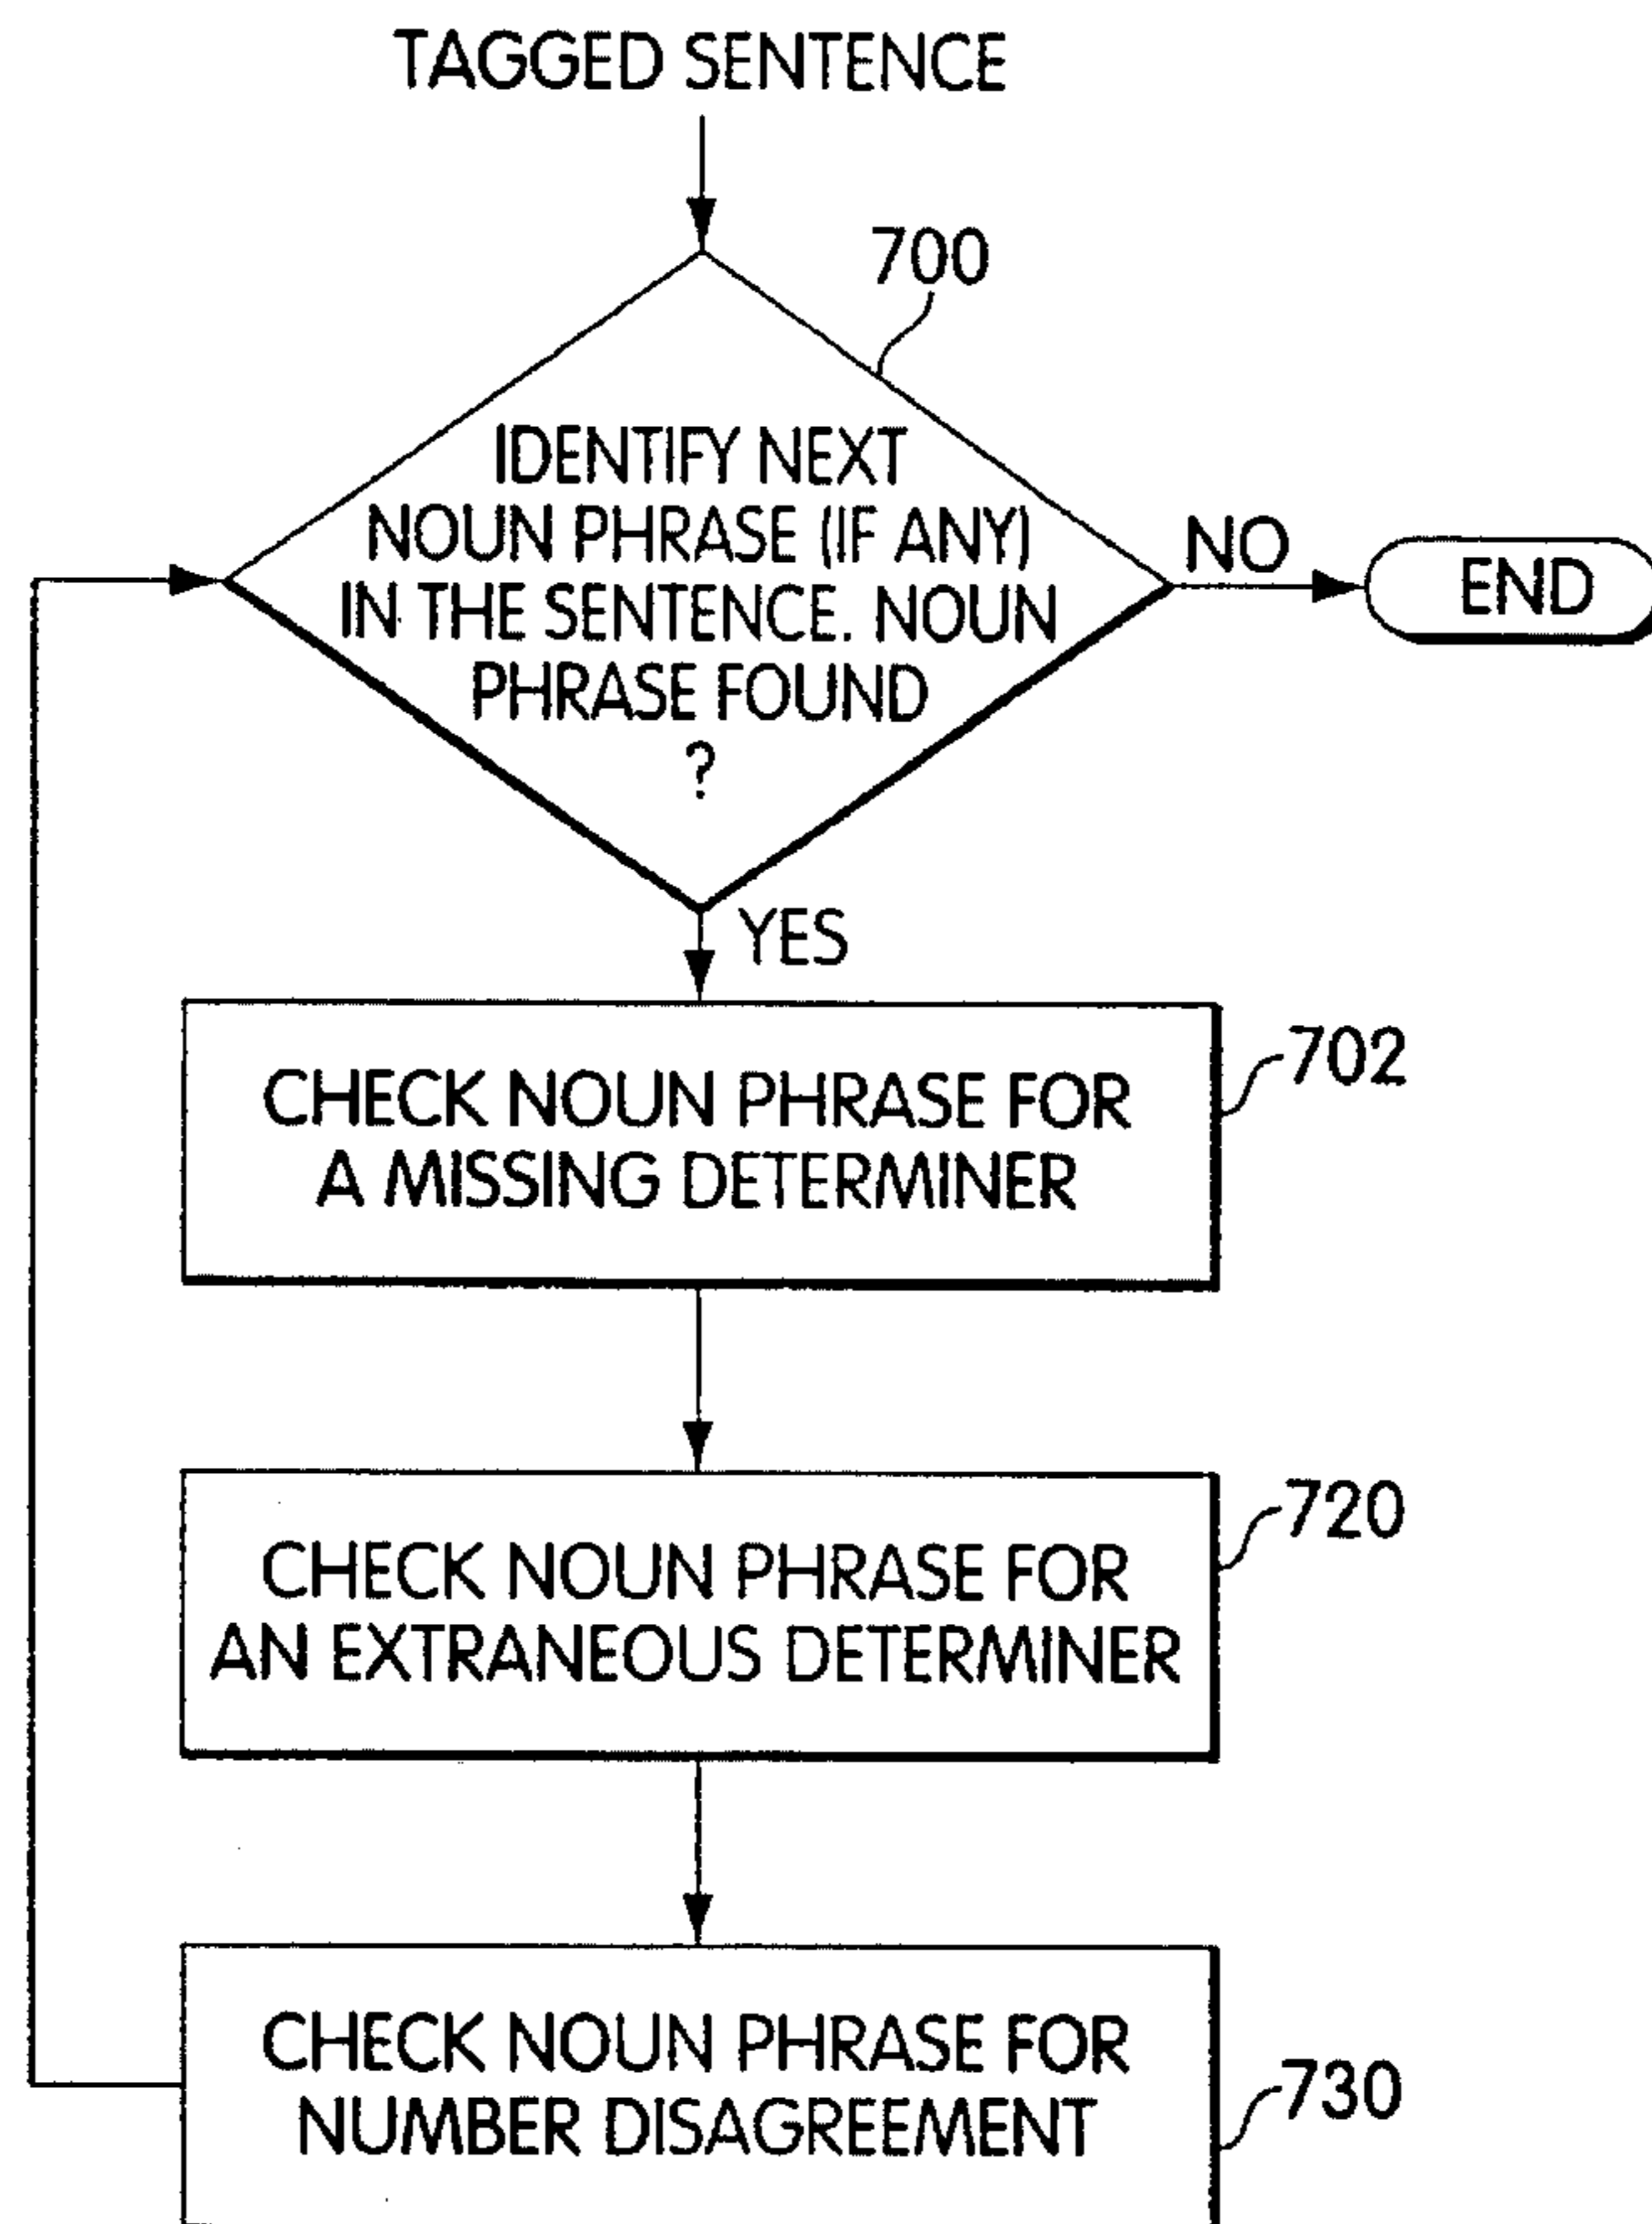 TAGGED SENTENCE
700
IDENTIFY NEXT
NOUN PHRASE (IF ANY)
IN THE SENTENCE. NOUN
PHRASE FOUND
?
NO
END
YES
CHECK NOUN PHRASE FOR
A MISSING DETERMINER
702
CHECK NOUN PHRASE FOR
AN EXTRANEOUS DETERMINER
720
CHECK NOUN PHRASE FOR
NUMBER DISAGREEMENT
730